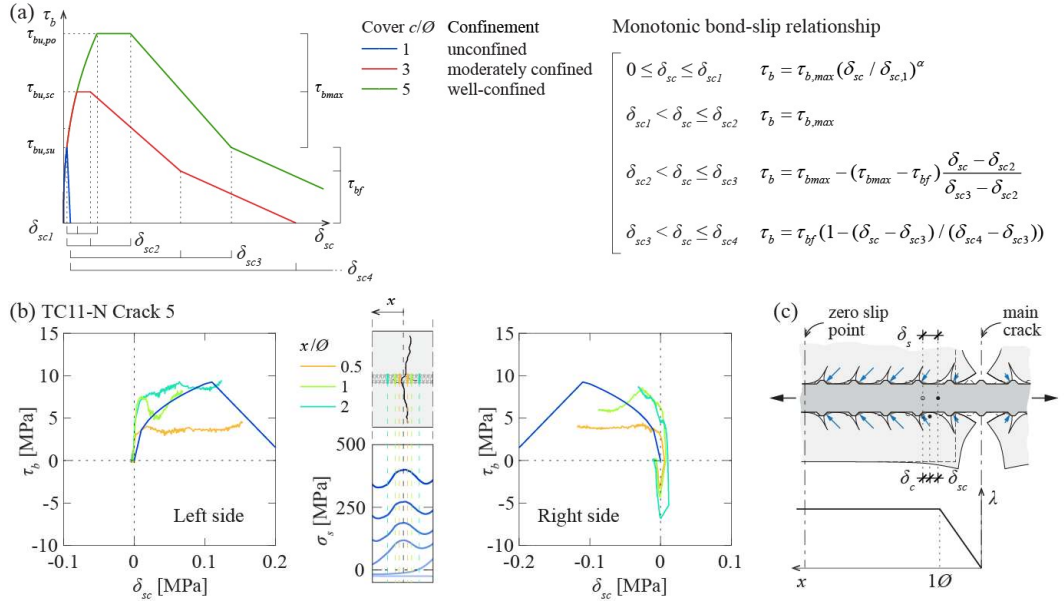 (a)
τb
τbu,po
τbu,sc
τbu,su
Cover c/Ø Confinement
1 unconfined
3 moderately confined
5 well-confined
τbmax
τbf
δsc
δsc1
δsc2
δsc3
δsc4
Monotonic bond-slip relationship
0 ≤ δsc ≤ δsc1 τb = τb,max(δsc / δsc,1)^α
δsc1 < δsc ≤ δsc2 τb = τb,max
δsc2 < δsc ≤ δsc3 τb = τbmax − (τbmax − τbf) (δsc − δsc2)/(δsc3 − δsc2)
δsc3 < δsc ≤ δsc4 τb = τbf(1−(δsc − δsc3)/(δsc4 − δsc3))
(b) TC11-N Crack 5
τb [MPa]
15
10
5
0
-5
-10
Left side
-0.1 0 0.1 0.2
δsc [MPa]
x/Ø
0.5
1
2
x
500
250
0
σs [MPa]
τb [MPa]
15
10
5
0
-5
-10
Right side
-0.2 -0.1 0 0.1
δsc [MPa]
(c)
zero slip
point
main
crack
δs
δc
δsc
λ
x
1Ø